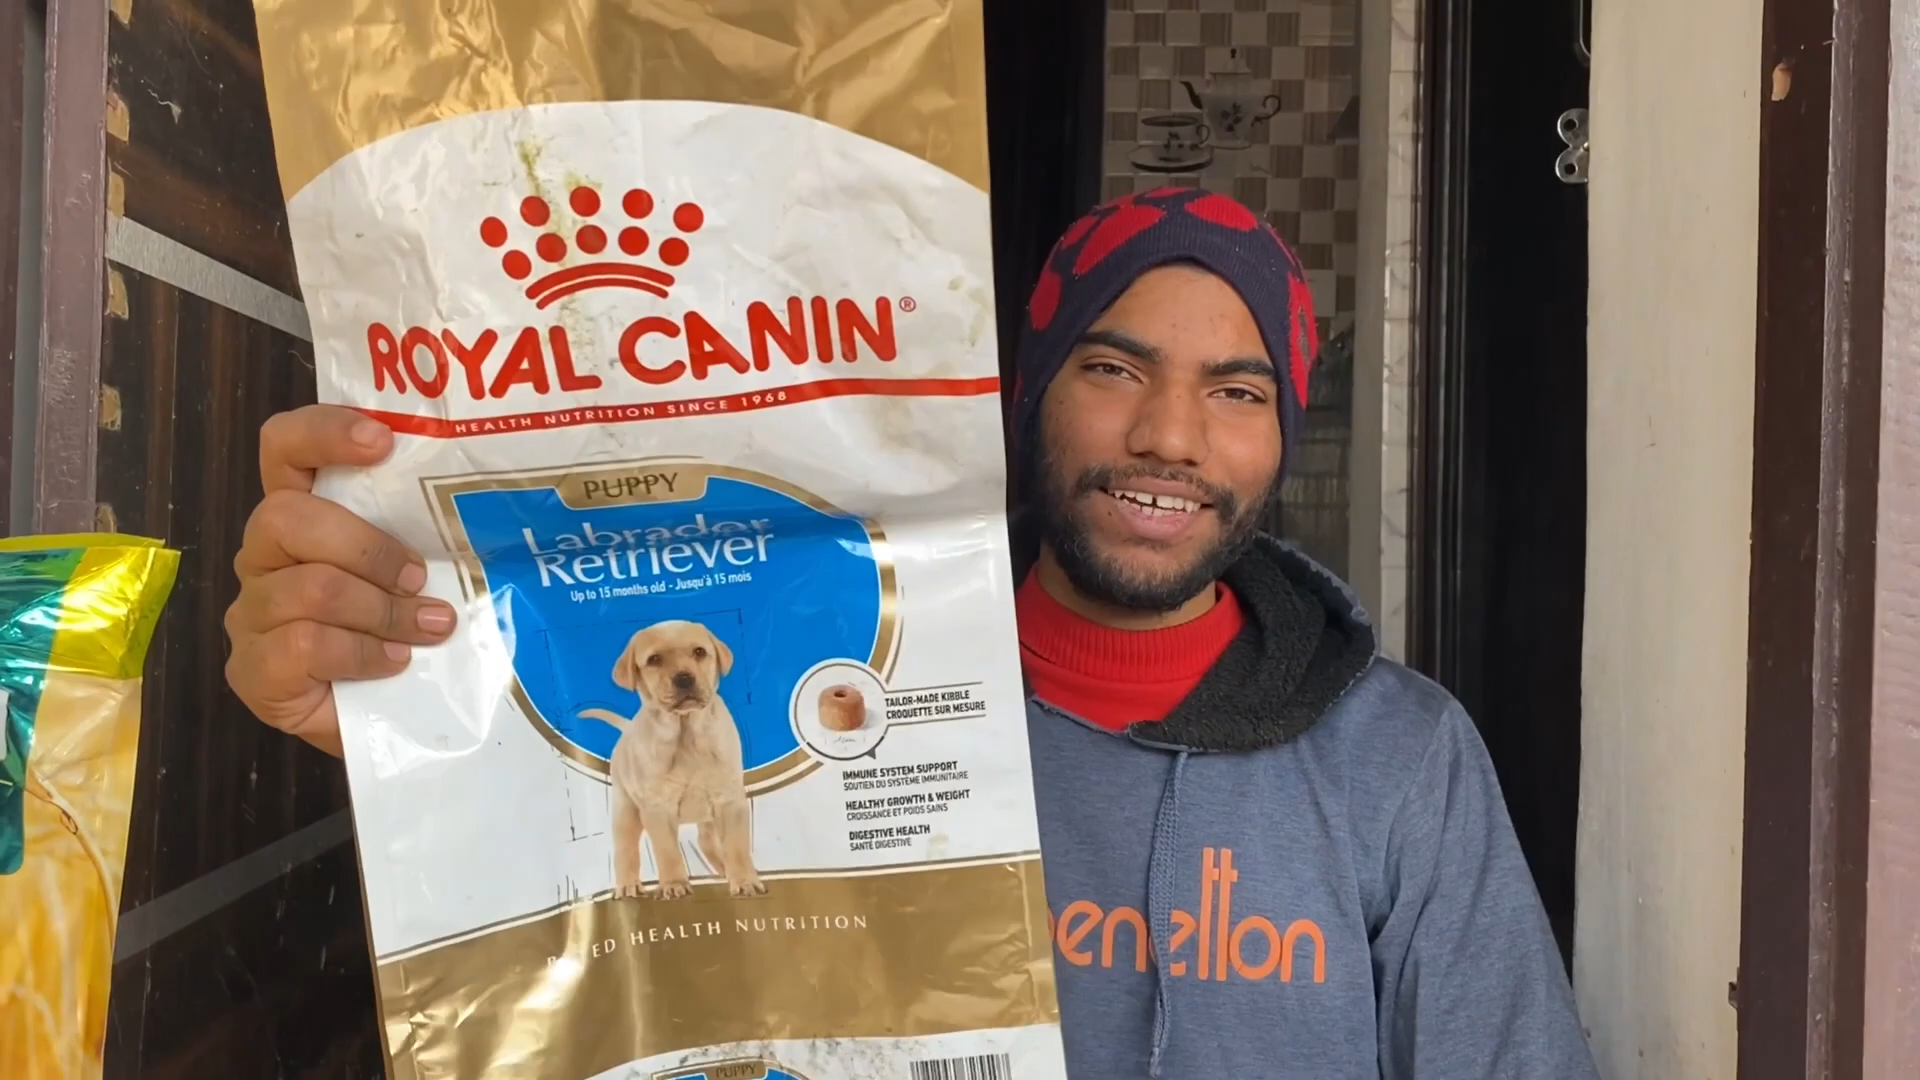 ROYAL CANIN®
HEALTH NUTRITION SINCE 1968
PUPPY
Labrador
Retriever
Up to 15 months old - Jusqu'à 15 mois
TAILOR-MADE KIBBLE
CROQUETTE SUR MESURE
IMMUNE SYSTEM SUPPORT
SOUTIEN DU SYSTÈME IMMUNITAIRE
HEALTHY GROWTH & WEIGHT
CROISSANCE ET POIDS SAINS
DIGESTIVE HEALTH
SANTÉ DIGESTIVE
HEALTH NUTRITION
PUPPY
benetton